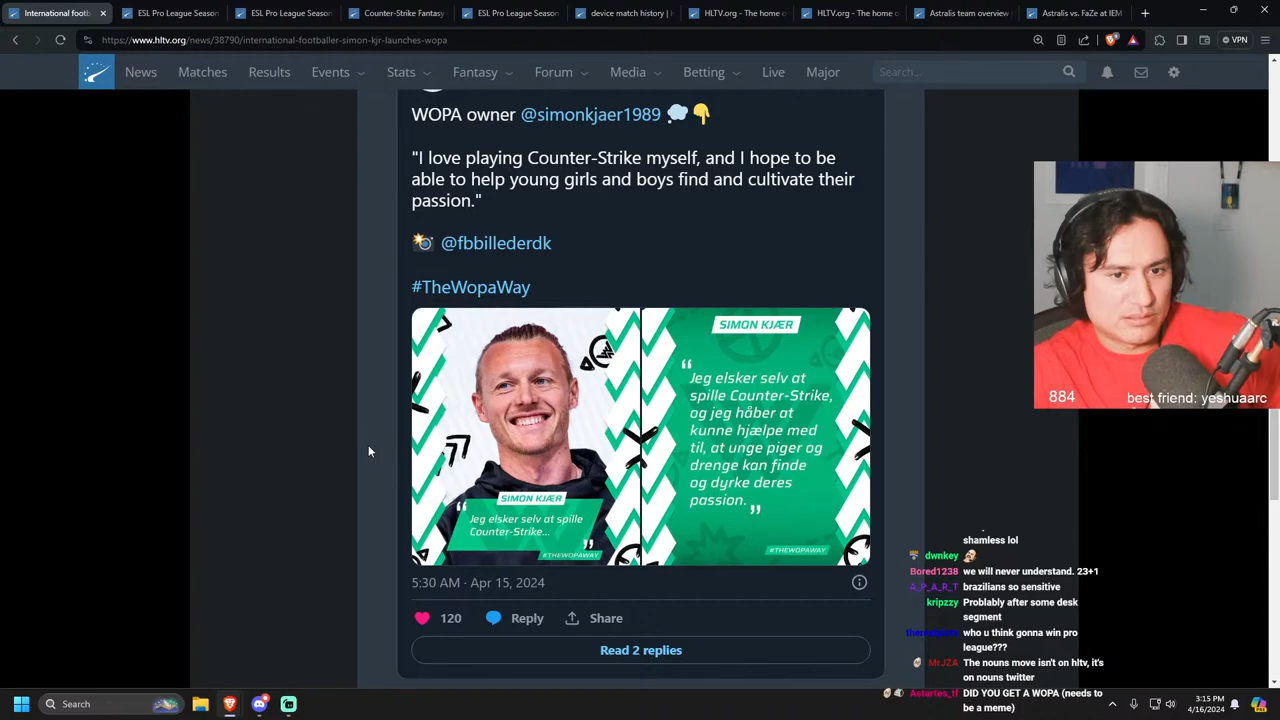 International footb
ESL Pro League Season
ESL Pro League Season
Counter-Strike Fantasy
ESL Pro League Season
device match history | H
HLTV.org - The home o
HLTV.org - The home o
Astralis team overview
Astralis vs. FaZe at IEM
https://www.hltv.org/news/38790/international-footballer-simon-kjr-launches-wopa
VPN
News Matches Results Events Stats Fantasy Forum Media Betting Live Major Search...
WOPA owner @simonkjaer1989 💭👇
"I love playing Counter-Strike myself, and I hope to be
able to help young girls and boys find and cultivate their
passion."
📸 @fbbillederdk
#TheWopaWay
SIMON KJÆR
"Jeg elsker selv at spille
Counter-Strike..."
#THEWOPAWAY
SIMON KJÆR
"Jeg elsker selv at
spille Counter-Strike,
og jeg håber at
kunne hjælpe med
til, at unge piger og
drenge kan finde
og dyrke deres
passion."
#THEWOPAWAY
5:30 AM · Apr 15, 2024
120 Reply Share
Read 2 replies
884 best friend: yeshuaarc
shamless lol
dwnkey
Bored1238 we will never understand. 23+1
A_P_A_R_T brazilians so sensitive
kripzzy Problably after some desk
segment
who u think gonna win pro
league???
MrJZA The nouns move isn't on hltv, it's
on nouns twitter
Astartes_lf DID YOU GET A WOPA (needs to
be a meme)
Search
3:15 PM
4/16/2024